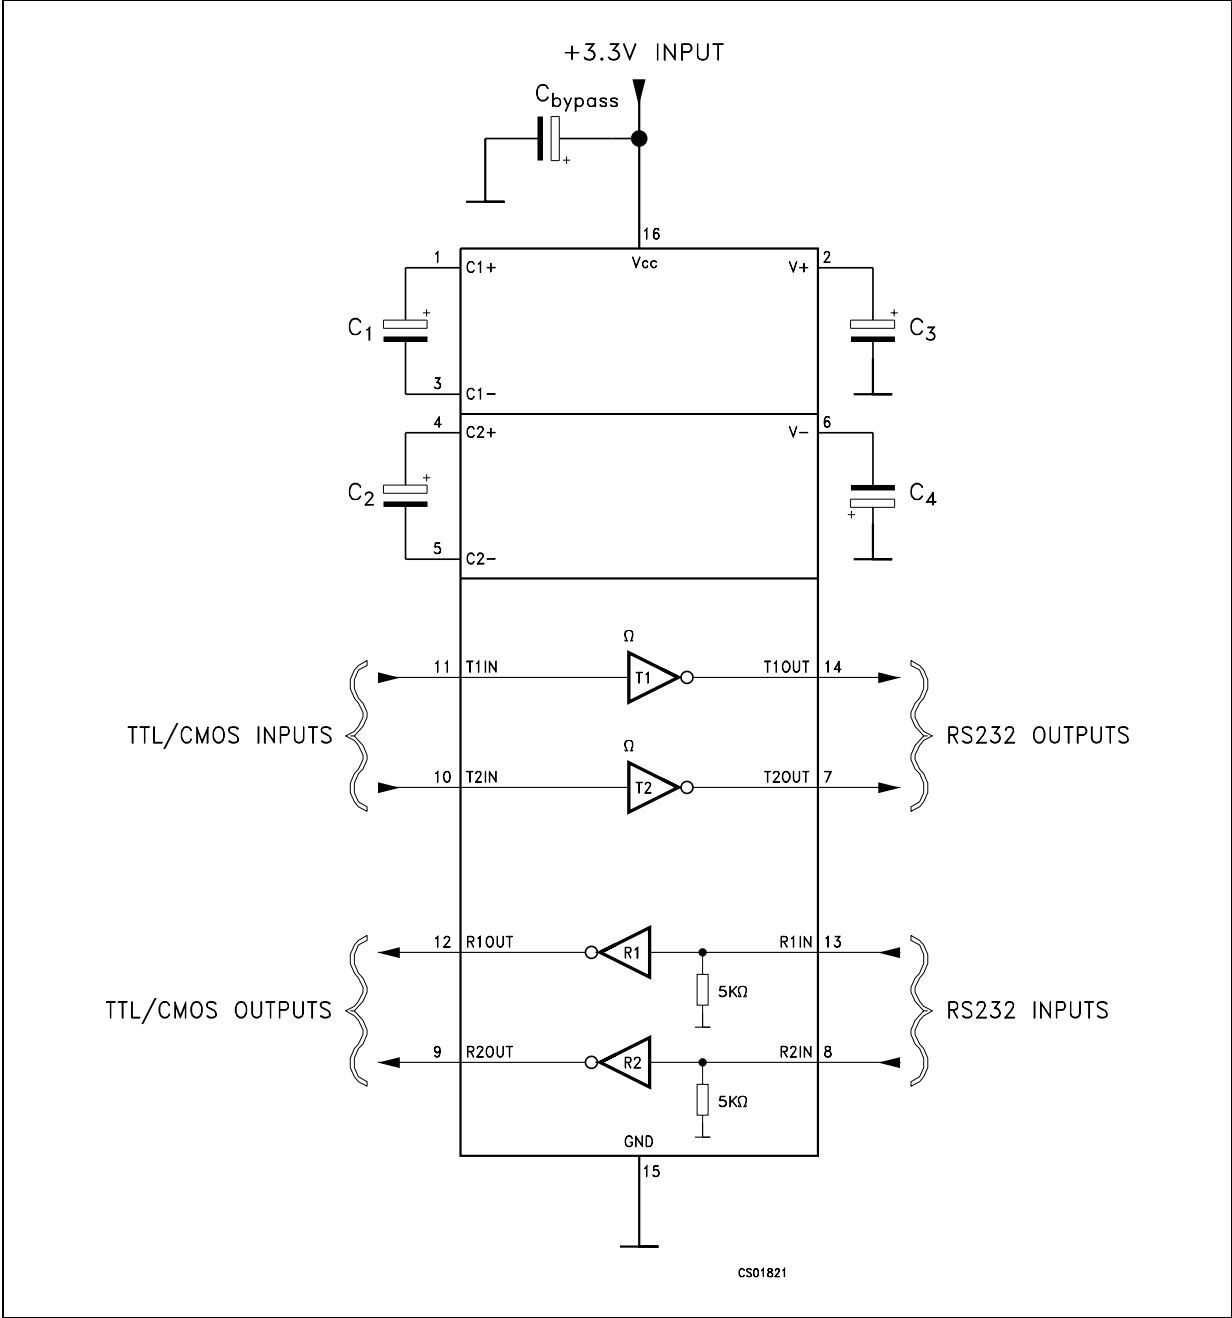 +3.3V INPUT
Cbypass
+
16
Vcc
1
C1+
V+
2
C1
+
+
C3
3
C1-
4
C2+
V-
6
C2
+
C4
+
5
C2-
Ω
11
T1IN
T1
T1OUT
14
TTL/CMOS INPUTS
RS232 OUTPUTS
Ω
10
T2IN
T2
T2OUT
7
12
R1OUT
R1
R1IN
13
5KΩ
TTL/CMOS OUTPUTS
RS232 INPUTS
9
R2OUT
R2
R2IN
8
5KΩ
GND
15
CS01821